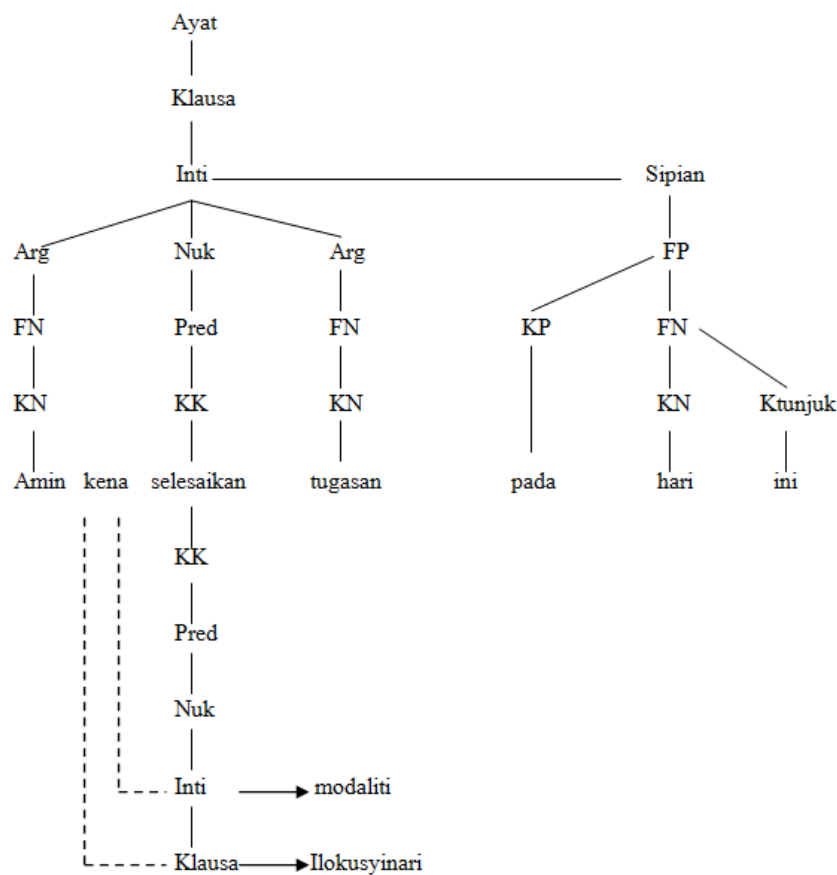 Ayat
Klausa
Inti Sipian
Arg Nuk Arg FP
FN Pred FN KP FN
KN KK KN KN Ktunjuk
Amin kena selesaikan tugasan pada hari ini
KK
Pred
Nuk
Inti modaliti
Klausa Ilokusyinari